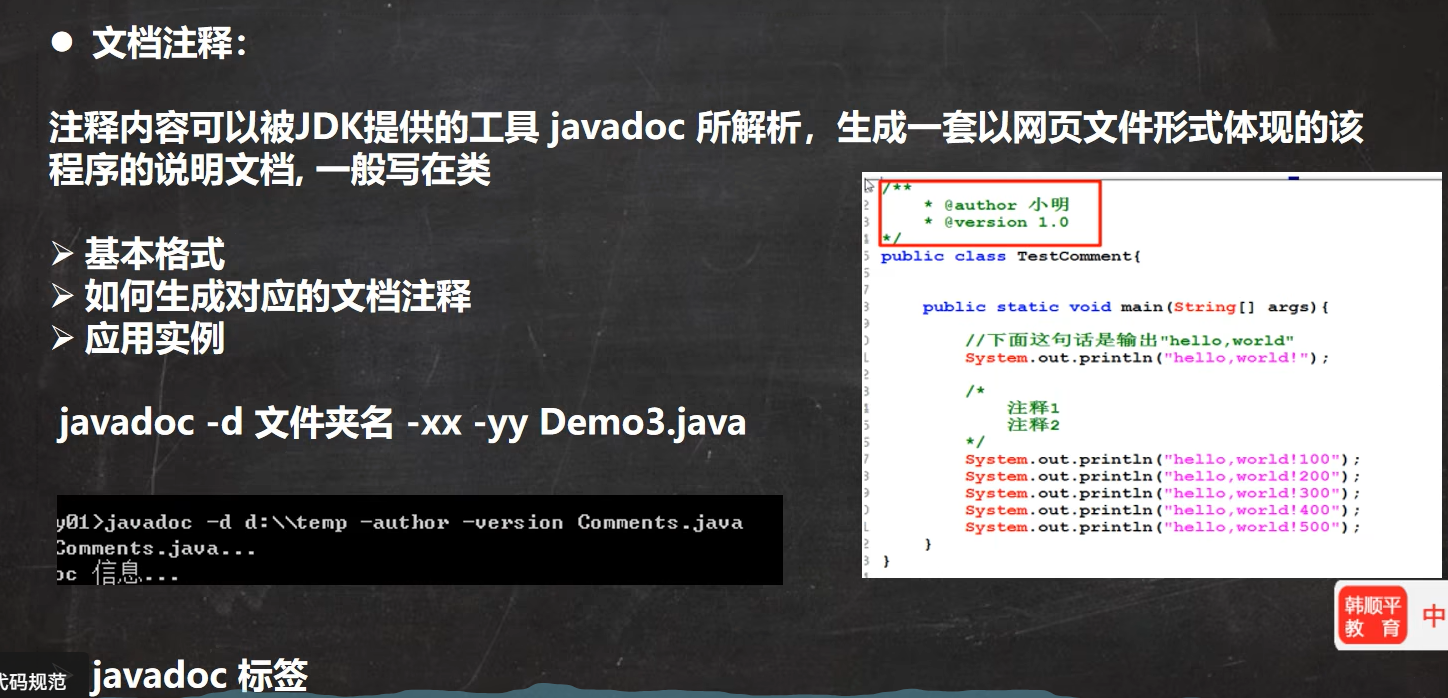 文档注释：
注释内容可以被JDK提供的工具 javadoc 所解析，生成一套以网页文件形式体现的该
程序的说明文档, 一般写在类
基本格式
如何生成对应的文档注释
应用实例
javadoc -d 文件夹名 -xx -yy Demo3.java
y01>javadoc -d d:\\temp -author -version Comments.java
Comments.java...
oc 信息...
/**
* @author 小明
* @version 1.0
*/
public class TestComment{
public static void main(String[] args){
//下面这句话是输出"hello,world"
System.out.println("hello,world!");
/*
注释1
注释2
*/
System.out.println("hello,world!100");
System.out.println("hello,world!200");
System.out.println("hello,world!300");
System.out.println("hello,world!400");
System.out.println("hello,world!500");
}
}
韩顺平
教 育
中
javadoc 标签
代码规范